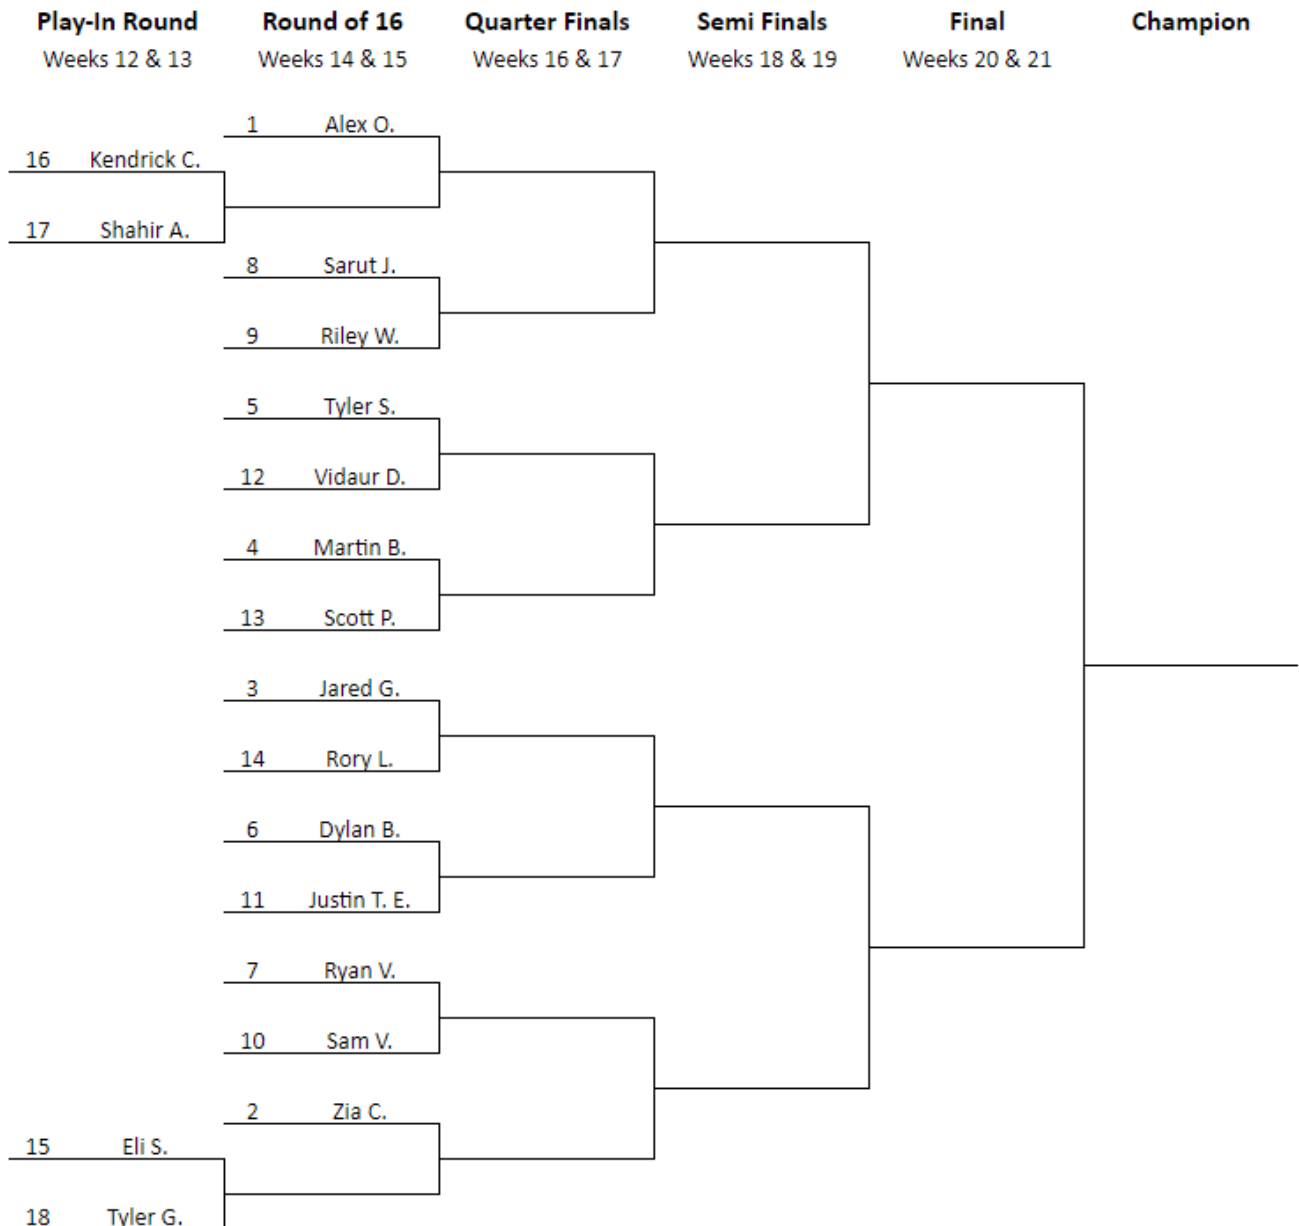 Play-In Round Round of 16 Quarter Finals Semi Finals Final Champion
Weeks 12 & 13 Weeks 14 & 15 Weeks 16 & 17 Weeks 18 & 19 Weeks 20 & 21
1 Alex O.
16 Kendrick C.
17 Shahir A.
8 Sarut J.
9 Riley W.
5 Tyler S.
12 Vidaur D.
4 Martin B.
13 Scott P.
3 Jared G.
14 Rory L.
6 Dylan B.
11 Justin T. E.
7 Ryan V.
10 Sam V.
2 Zia C.
15 Eli S.
18 Tyler G.